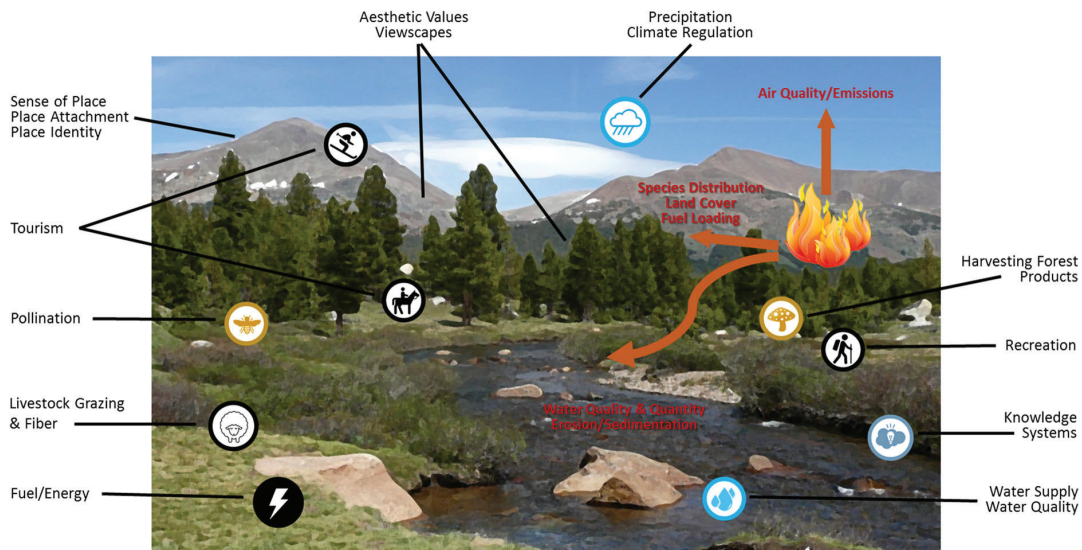 Aesthetic Values
Viewscapes
Precipitation
Climate Regulation
Sense of Place
Place Attachment
Place Identity
Air Quality/Emissions
Species Distribution
Land Cover
Fuel Loading
Tourism
Harvesting Forest
Products
Pollination
Recreation
Livestock Grazing
& Fiber
Water Quality & Quantity
Erosion/Sedimentation
Knowledge
Systems
Fuel/Energy
Water Supply
Water Quality